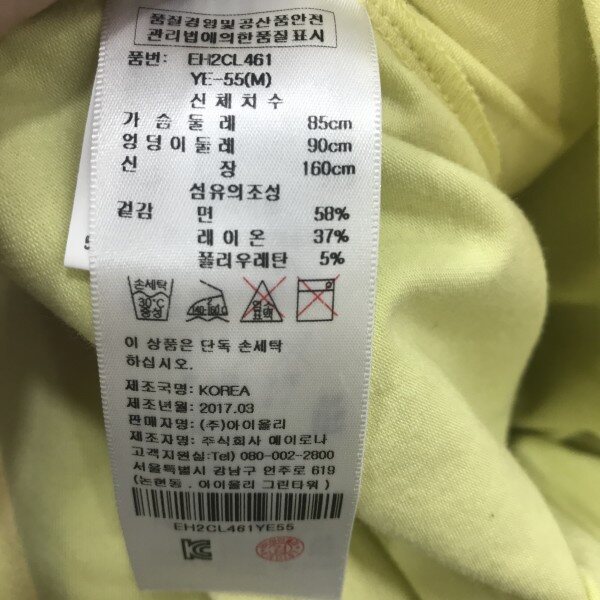 품질경영및공산품안전
관리법에의한품질표시
품번: EH2CL461
YE-55(M)
신체치수
가슴둘레 85cm
엉덩이둘레 90cm
신장 160cm
섬유의조성
겉감 면 58%
레이온 37%
폴리우레탄 5%
손세탁
30℃
중성
염소
표백
이 상품은 단독 손세탁
하십시오.
제조국명: KOREA
제조년월: 2017.03
판매자명: (주)아이올리
제조자명: 주식회사 메이로나
고객지원실:Tel) 080-002-2800
서울특별시 강남구 언주로 619
(논현동 . 아이올리 그린타워)
EH2CL461YE55